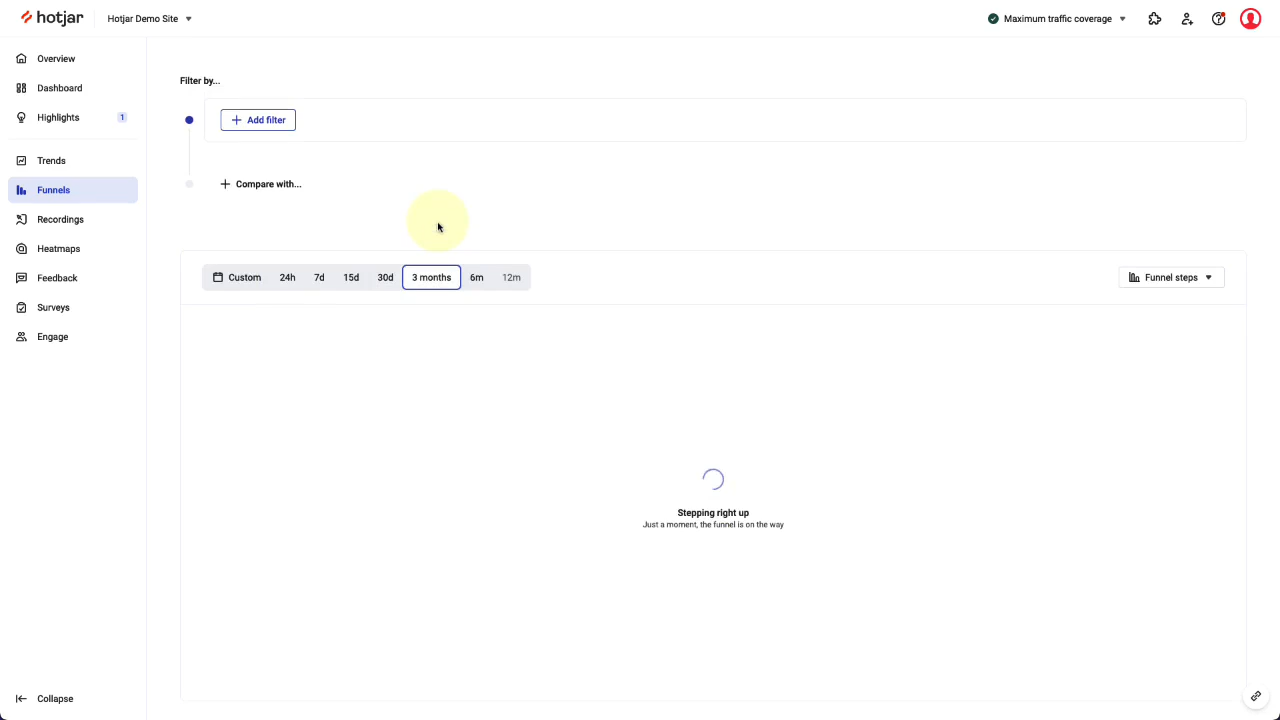 hotjar
Hotjar Demo Site
Maximum traffic coverage
Overview
Dashboard
Highlights 1
Trends
Funnels
Recordings
Heatmaps
Feedback
Surveys
Engage
Collapse
Filter by...
Add filter
Compare with...
Custom 24h 7d 15d 30d 3 months 6m 12m
Funnel steps
Stepping right up
Just a moment, the funnel is on the way